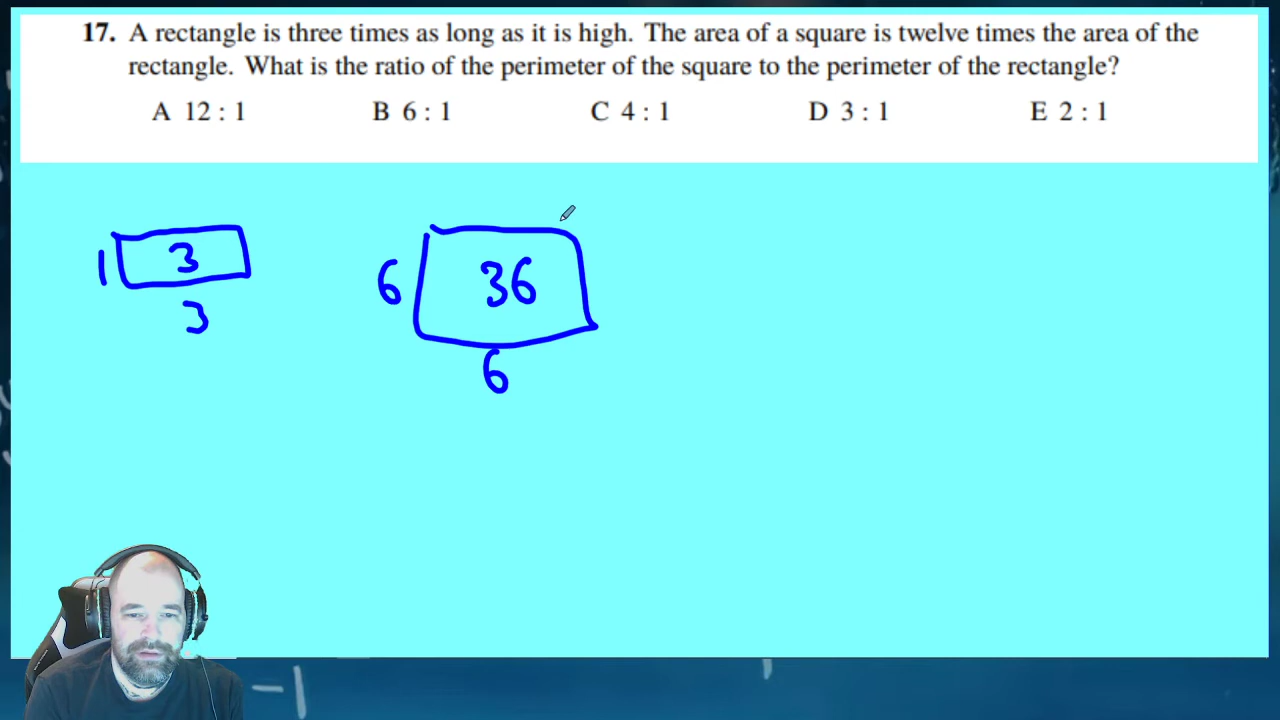 17. A rectangle is three times as long as it is high. The area of a square is twelve times the area of the
rectangle. What is the ratio of the perimeter of the square to the perimeter of the rectangle?
A 12 : 1 B 6 : 1 C 4 : 1 D 3 : 1 E 2 : 1
1 3
3
6 36
6
-1